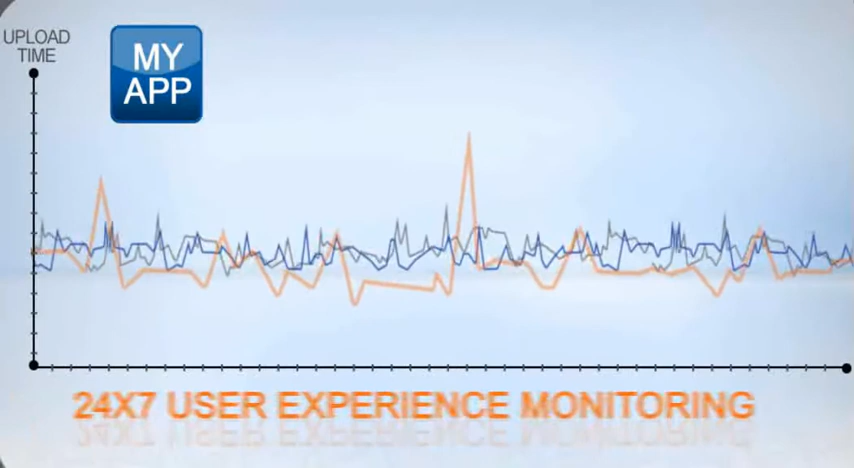 UPLOAD
TIME
MY
APP
24X7 USER EXPERIENCE MONITORING